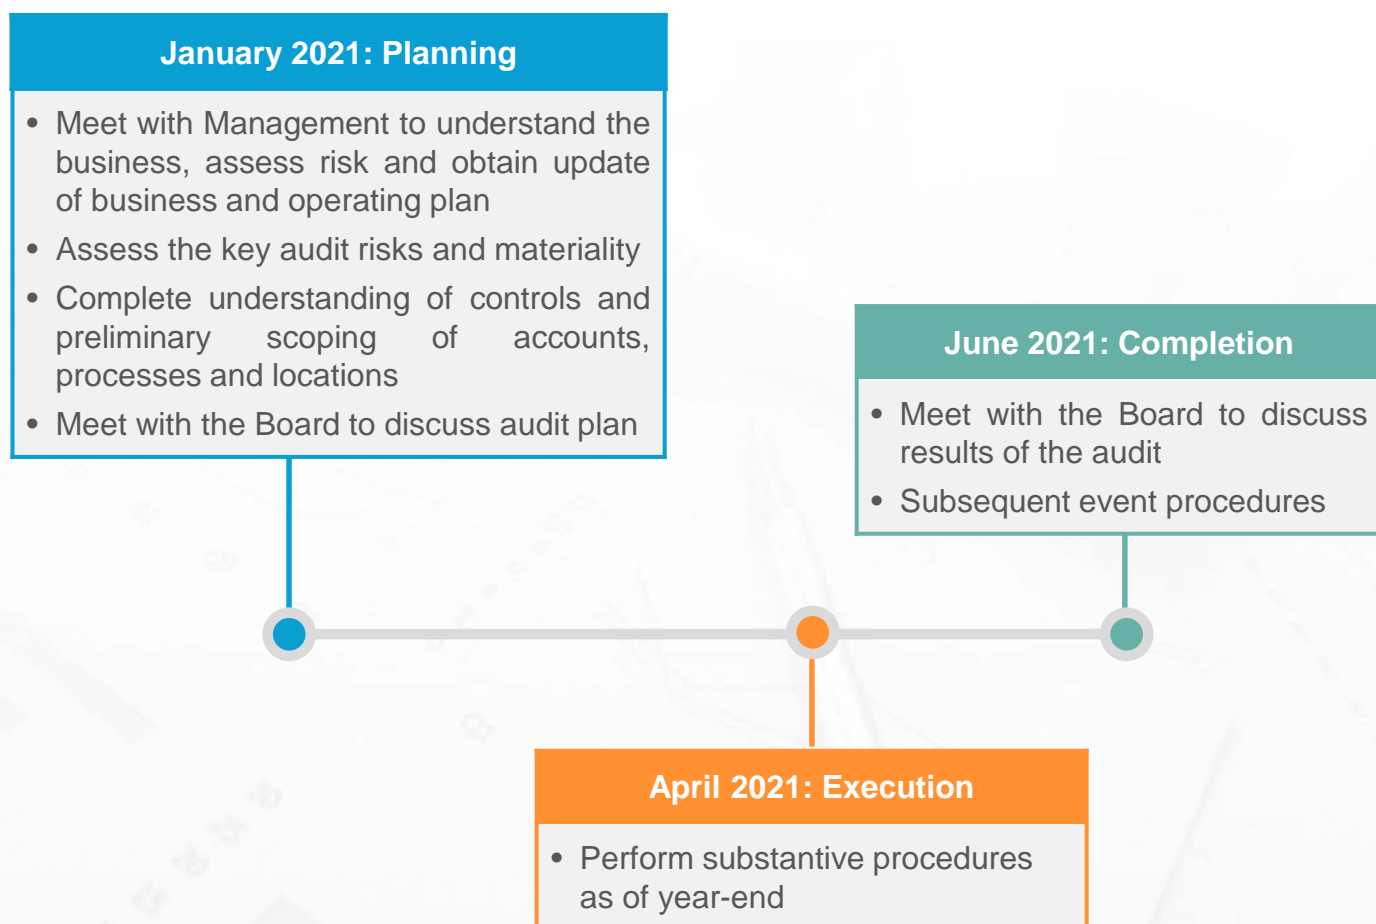 January 2021: Planning
• Meet with Management to understand the
business, assess risk and obtain update
of business and operating plan
• Assess the key audit risks and materiality
• Complete understanding of controls and
preliminary scoping of accounts,
processes and locations
• Meet with the Board to discuss audit plan
June 2021: Completion
• Meet with the Board to discuss
results of the audit
• Subsequent event procedures
April 2021: Execution
• Perform substantive procedures
as of year-end